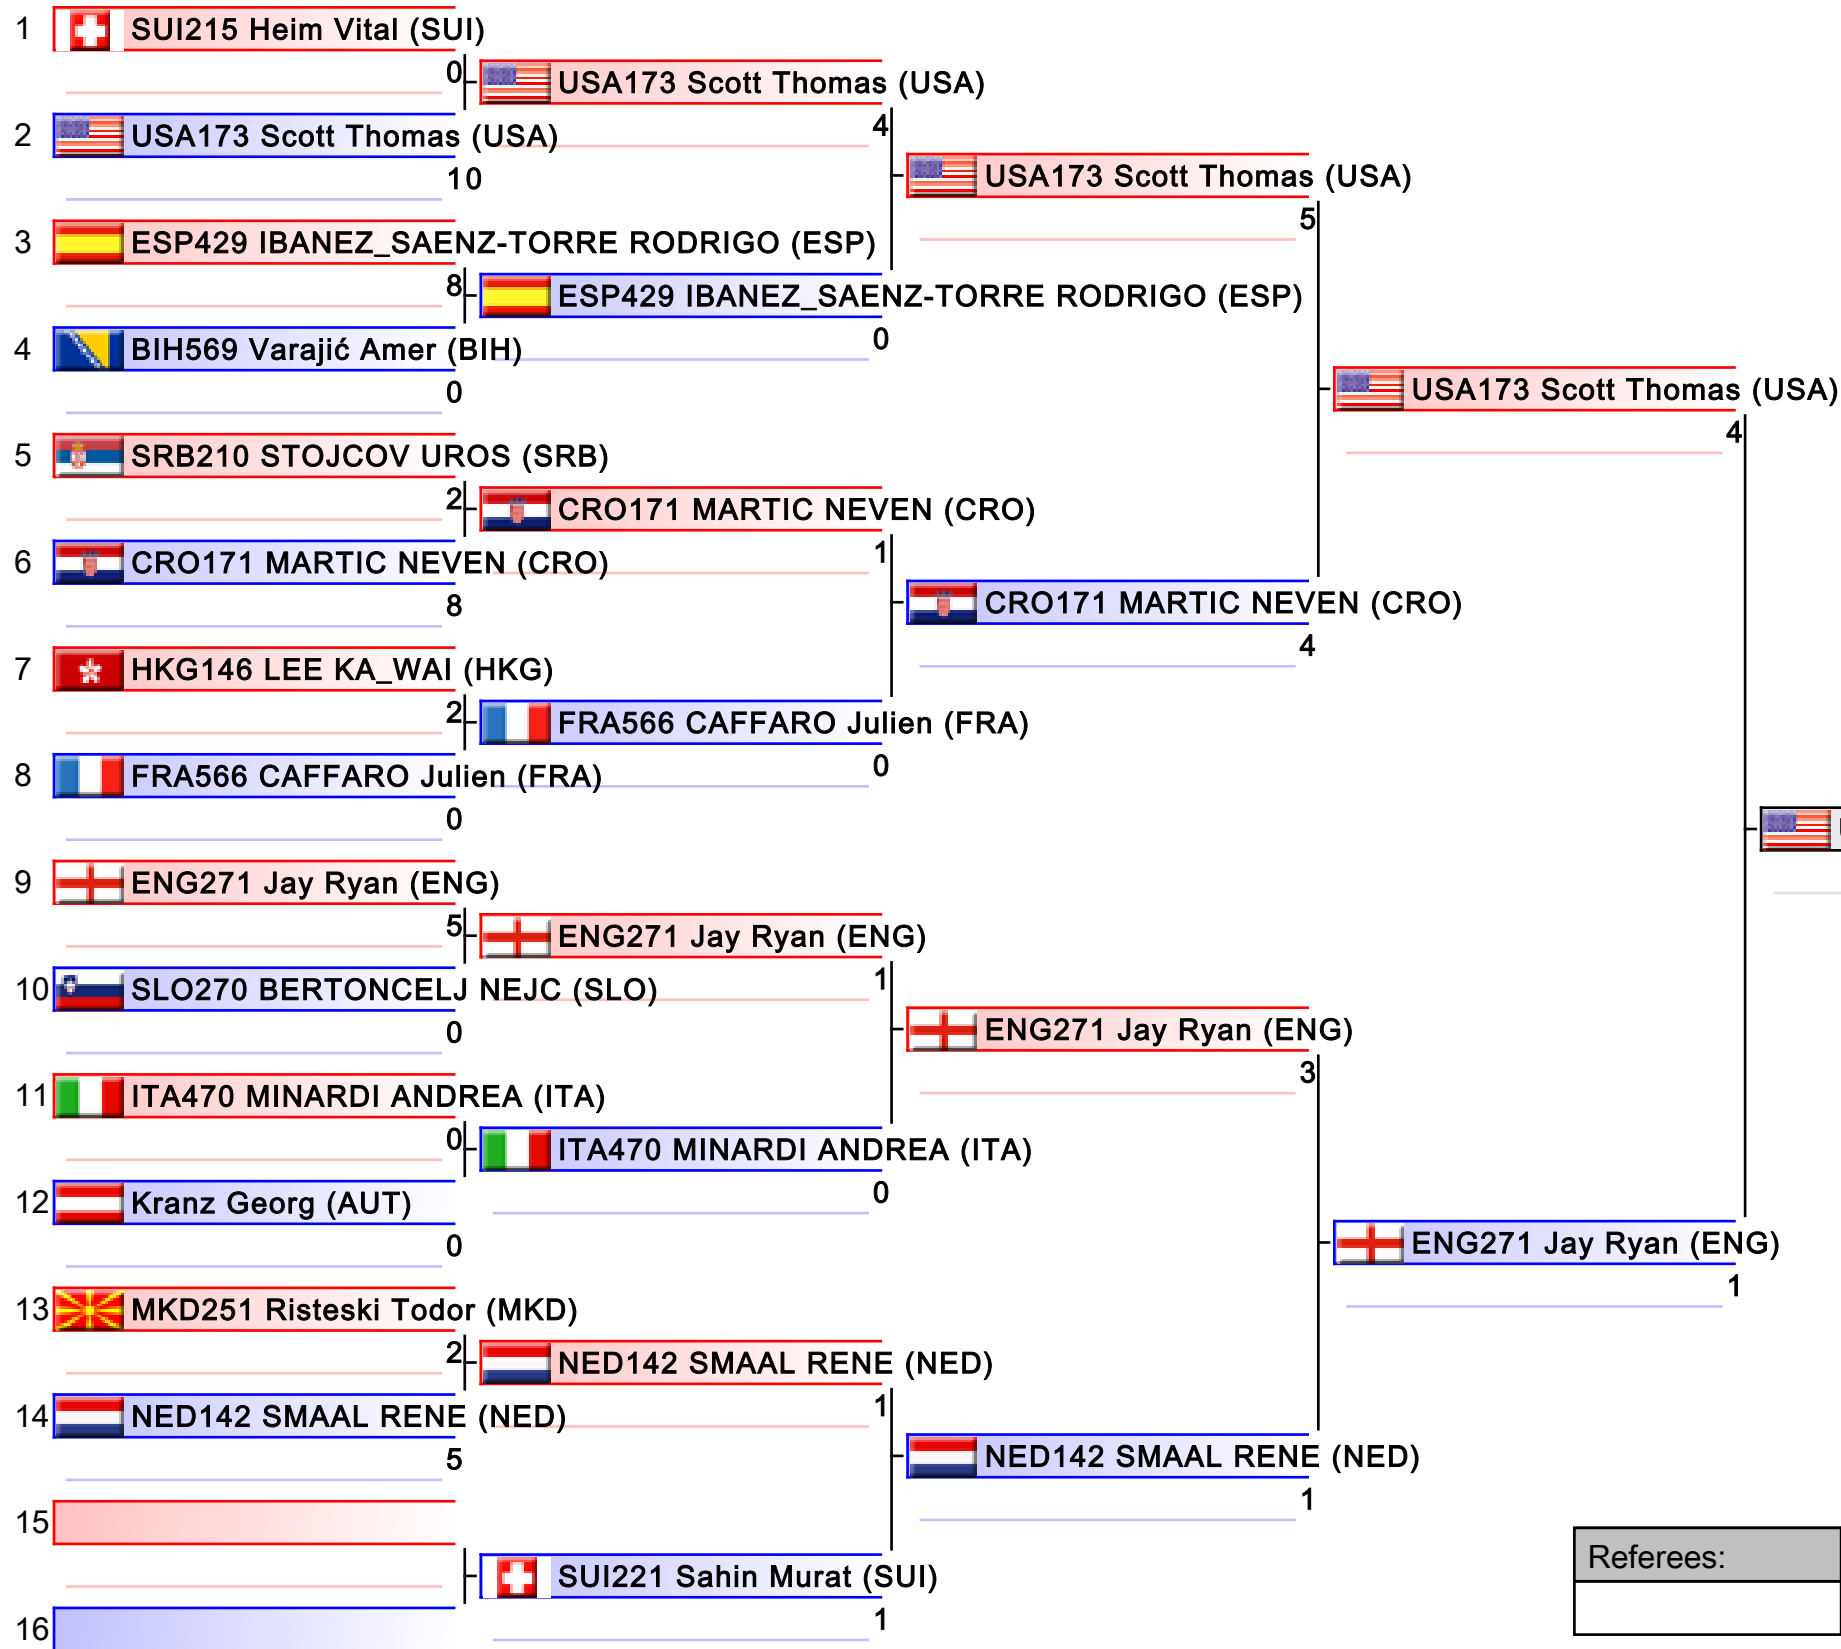 1 SUI215 Heim Vital (SUI)
0
USA173 Scott Thomas (USA)
4
2 USA173 Scott Thomas (USA)
10
USA173 Scott Thomas (USA)
5
3 ESP429 IBANEZ_SAENZ-TORRE RODRIGO (ESP)
8
ESP429 IBANEZ_SAENZ-TORRE RODRIGO (ESP)
0
4 BIH569 Varajić Amer (BIH)
0
USA173 Scott Thomas (USA)
4
5 SRB210 STOJCOV UROS (SRB)
2
CRO171 MARTIC NEVEN (CRO)
1
6 CRO171 MARTIC NEVEN (CRO)
8
CRO171 MARTIC NEVEN (CRO)
4
7 HKG146 LEE KA_WAI (HKG)
2
FRA566 CAFFARO Julien (FRA)
0
8 FRA566 CAFFARO Julien (FRA)
0
9 ENG271 Jay Ryan (ENG)
5
ENG271 Jay Ryan (ENG)
1
10 SLO270 BERTONCELJ NEJC (SLO)
0
ENG271 Jay Ryan (ENG)
3
11 ITA470 MINARDI ANDREA (ITA)
0
ITA470 MINARDI ANDREA (ITA)
0
12 Kranz Georg (AUT)
0
ENG271 Jay Ryan (ENG)
1
13 MKD251 Risteski Todor (MKD)
2
NED142 SMAAL RENE (NED)
1
14 NED142 SMAAL RENE (NED)
5
NED142 SMAAL RENE (NED)
1
15
SUI221 Sahin Murat (SUI)
1
16
Referees: